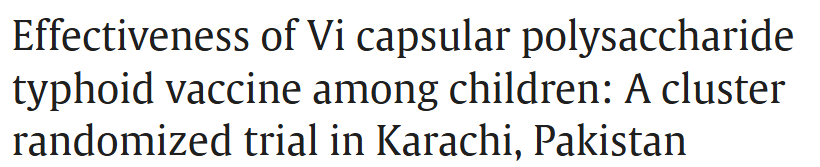 Effectiveness of Vi capsular polysaccharide
typhoid vaccine among children: A cluster
randomized trial in Karachi, Pakistan